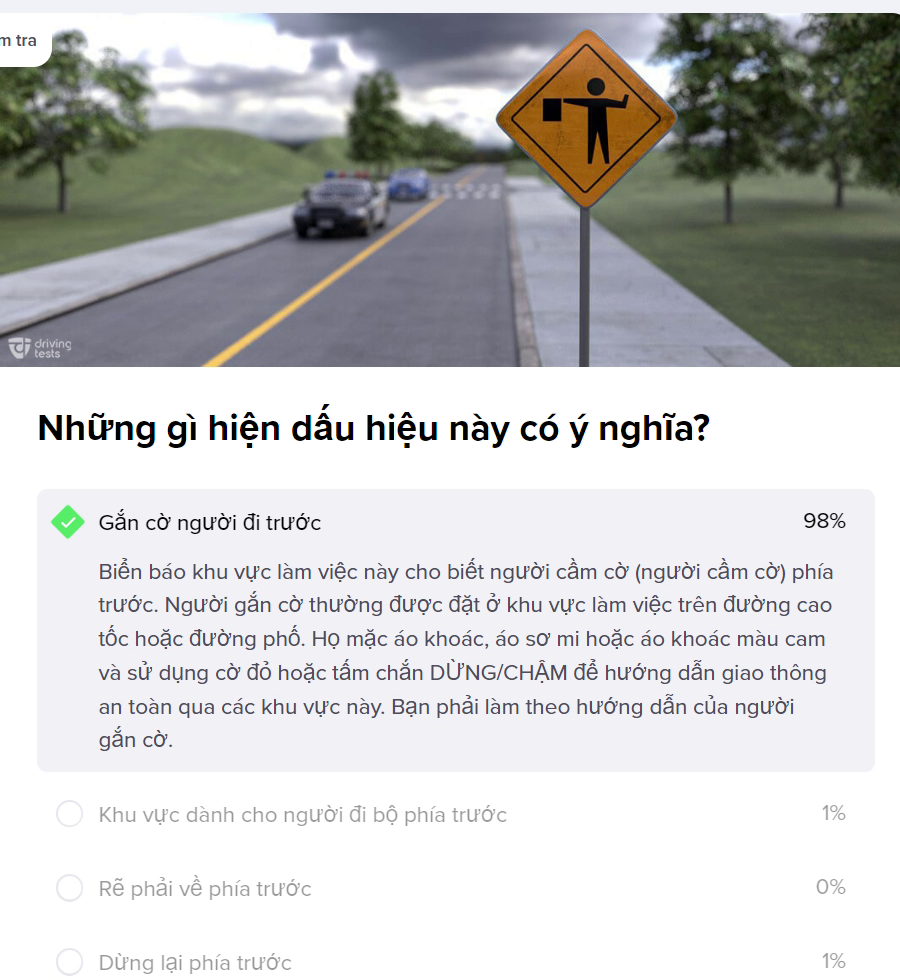 m tra
driving
tests
Những gì hiện dấu hiệu này có ý nghĩa?
Gắn cờ người đi trước
98%
Biển báo khu vực làm việc này cho biết người cầm cờ (người cầm cờ) phía
trước. Người gắn cờ thường được đặt ở khu vực làm việc trên đường cao
tốc hoặc đường phố. Họ mặc áo khoác, áo sơ mi hoặc áo khoác màu cam
và sử dụng cờ đỏ hoặc tấm chắn DỪNG/CHẬM để hướng dẫn giao thông
an toàn qua các khu vực này. Bạn phải làm theo hướng dẫn của người
gắn cờ.
Khu vực dành cho người đi bộ phía trước
1%
Rẽ phải về phía trước
0%
Dừng lại phía trước
1%